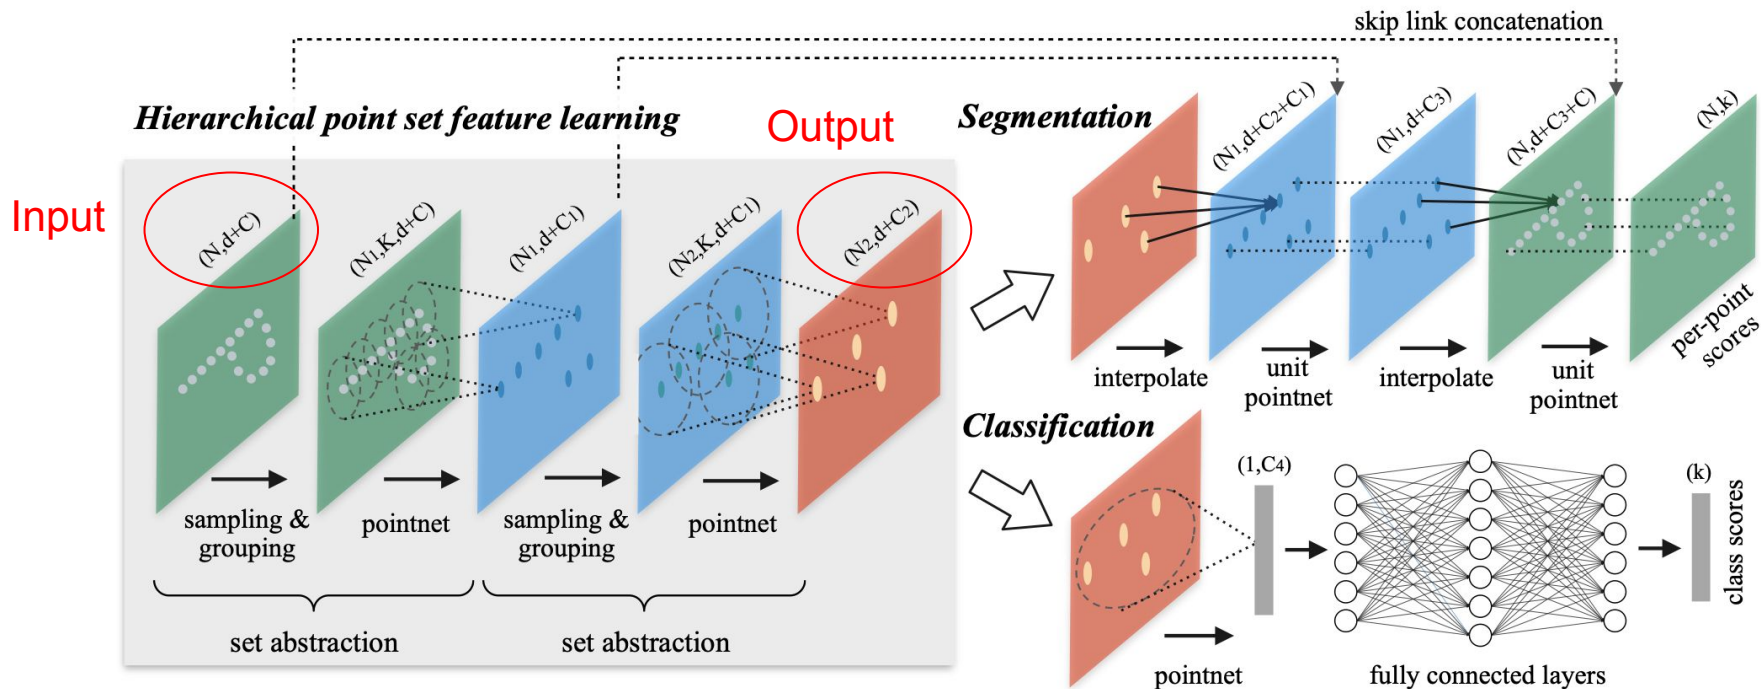 skip link concatenation
Hierarchical point set feature learning
Output
Input
(N,d+C)
(N1,K,d+C)
(N1,d+C1)
(N2,K,d+C1)
(N2,d+C2)
sampling &
grouping
pointnet
sampling &
grouping
pointnet
set abstraction
set abstraction
Segmentation
(N1,d+C2+C1)
(N1,d+C3)
(N,d+C3+C)
(N,k)
interpolate
unit
pointnet
interpolate
unit
pointnet
per-point
scores
Classification
(1,C4)
(k)
class scores
pointnet
fully connected layers